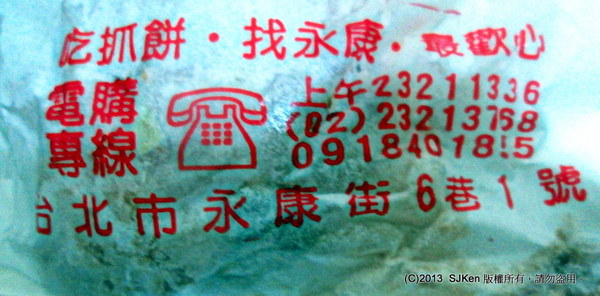 吃抓餅‧找永康‧最歡心
電購
專線
上午23211336
(02)23213768
0918401815
台北市永康街6巷1號
(C)2013 SJKen 版權所有‧請勿盜用